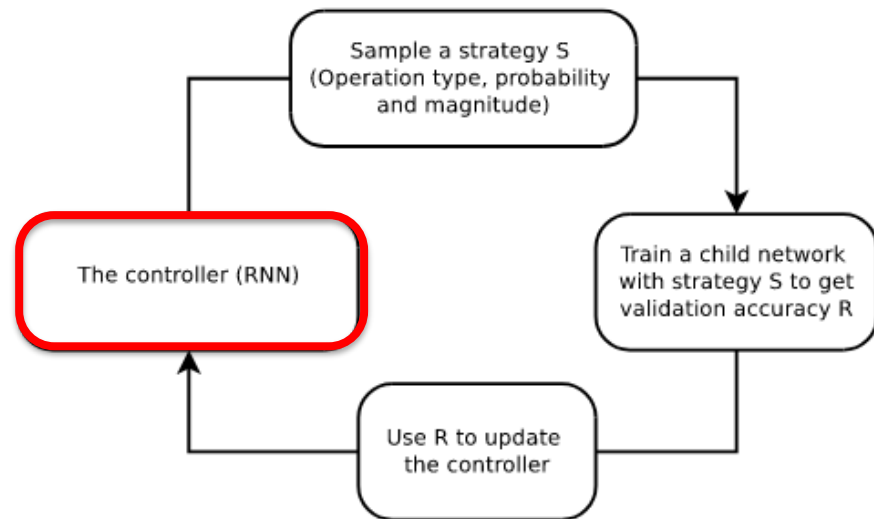 Sample a strategy S
(Operation type, probability
and magnitude)
The controller (RNN)
Train a child network
with strategy S to get
validation accuracy R
Use R to update
the controller